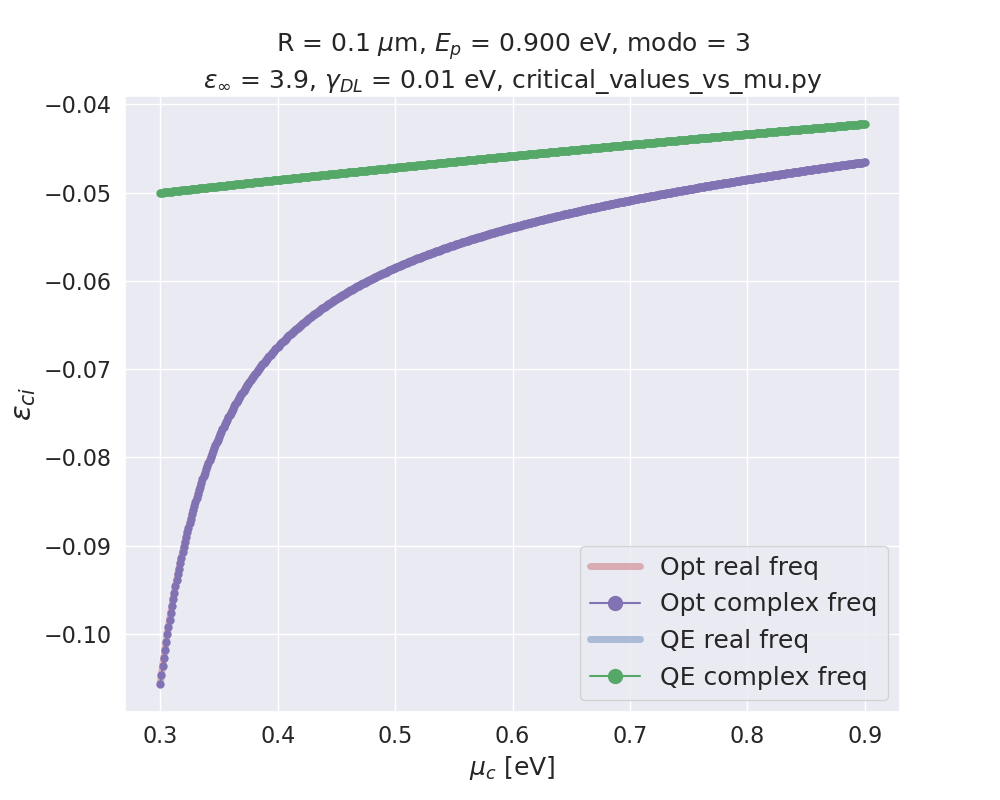 R = 0.1 μm, E_p = 0.900 eV, modo = 3
ε_∞ = 3.9, γ_DL = 0.01 eV, critical_values_vs_mu.py
−0.04
−0.05
−0.06
−0.07
−0.08
−0.09
−0.10
ε_ci
Opt real freq
Opt complex freq
QE real freq
QE complex freq
0.3 0.4 0.5 0.6 0.7 0.8 0.9
μ_c [eV]